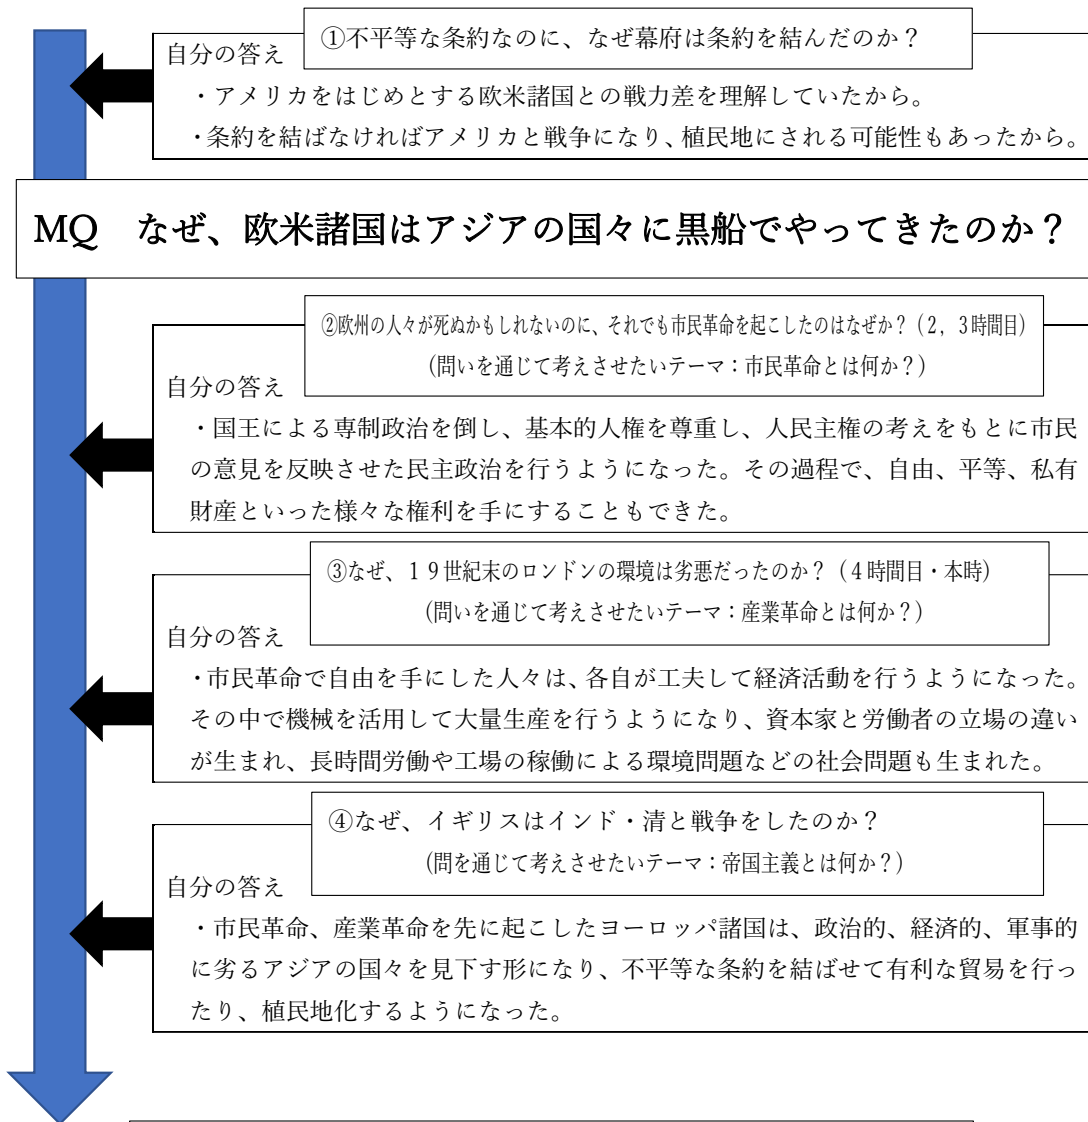 ①不平等な条約なのに、なぜ幕府は条約を結んだのか？
自分の答え
・アメリカをはじめとする欧米諸国との戦力差を理解していたから。
・条約を結ばなければアメリカと戦争になり、植民地にされる可能性もあったから。
MQ　なぜ、欧米諸国はアジアの国々に黒船でやってきたのか？
②欧州の人々が死ぬかもしれないのに、それでも市民革命を起こしたのはなぜか？（２，３時間目）
(問いを通じて考えさせたいテーマ：市民革命とは何か？)
自分の答え
・国王による専制政治を倒し、基本的人権を尊重し、人民主権の考えをもとに市民
の意見を反映させた民主政治を行うようになった。その過程で、自由、平等、私有
財産といった様々な権利を手にすることもできた。
③なぜ、１９世紀末のロンドンの環境は劣悪だったのか？（４時間目・本時）
(問いを通じて考えさせたいテーマ：産業革命とは何か？)
自分の答え
・市民革命で自由を手にした人々は、各自が工夫して経済活動を行うようになった。
その中で機械を活用して大量生産を行うようになり、資本家と労働者の立場の違い
が生まれ、長時間労働や工場の稼働による環境問題などの社会問題も生まれた。
④なぜ、イギリスはインド・清と戦争をしたのか？
(問を通じて考えさせたいテーマ：帝国主義とは何か？)
自分の答え
・市民革命、産業革命を先に起こしたヨーロッパ諸国は、政治的、経済的、軍事的
に劣るアジアの国々を見下す形になり、不平等な条約を結ばせて有利な貿易を行っ
たり、植民地化するようになった。